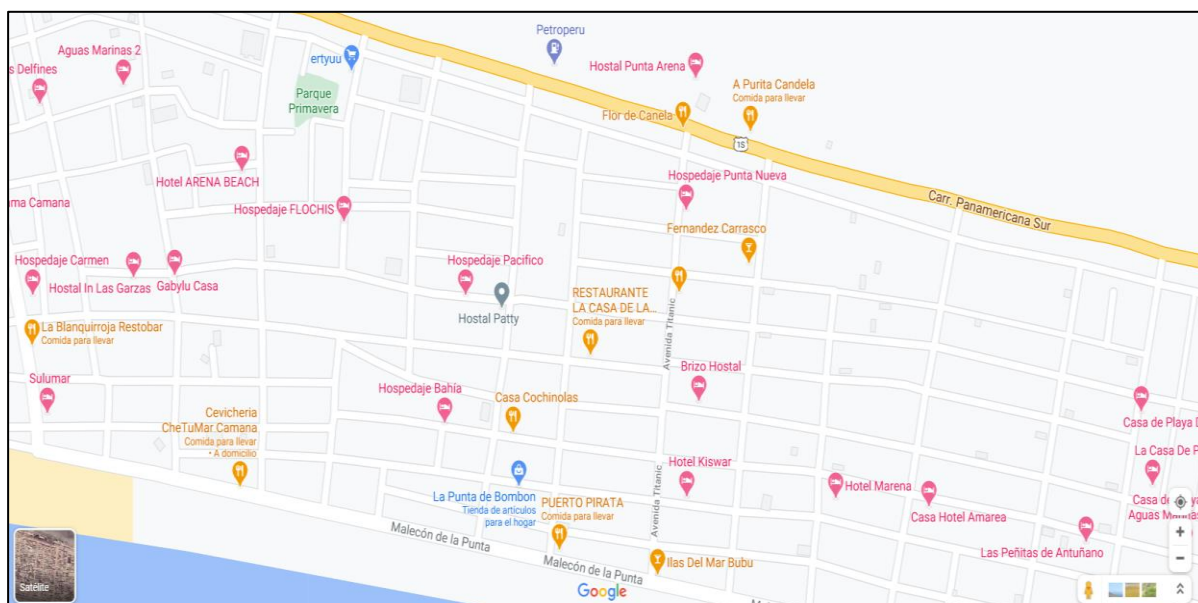 Petroperu
Aguas Marinas 2
ertyuu
s Delfines
Hostal Punta Arena
A Purita Candela
Comida para llevar
Parque
Primavera
Flor de Canela
15
Hotel ARENA BEACH
Hospedaje Punta Nueva
Carr. Panamericana Sur
ma Camana
Hospedaje FLOCHIS
Fernandez Carrasco
Hospedaje Carmen
Hostal In Las Garzas
Gabylu Casa
Hospedaje Pacifico
Hostal Patty
RESTAURANTE
LA CASA DE LA...
Comida para llevar
Avenida Titanic
La Blanquirroja Restobar
Comida para llevar
Brizo Hostal
Sulumar
Hospedaje Bahía
Casa Cochinolas
Casa de Playa D
Cevicheria
CheTuMar Camana
Comida para llevar
• A domicilio
La Casa De P
Hotel Kiswar
Hotel Marena
Casa Hotel Amarea
Casa de
Aguas Marinas
La Punta de Bombon
Tienda de artículos
para el hogar
PUERTO PIRATA
Comida para llevar
Avenida Titanic
Las Peñitas de Antuñano
Malecón de la Punta
Malecón de la Punta
Ilas Del Mar Bubu
Satélite
Google